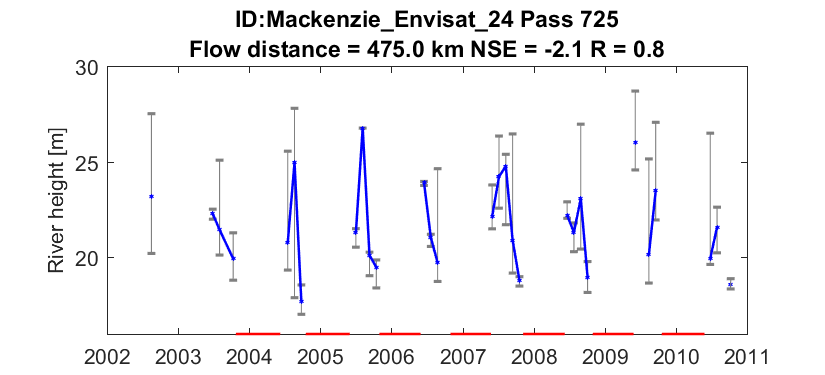 ID:Mackenzie_Envisat_24 Pass 725
Flow distance = 475.0 km NSE = -2.1 R = 0.8
30
25
20
River height [m]
2002 2003 2004 2005 2006 2007 2008 2009 2010 2011